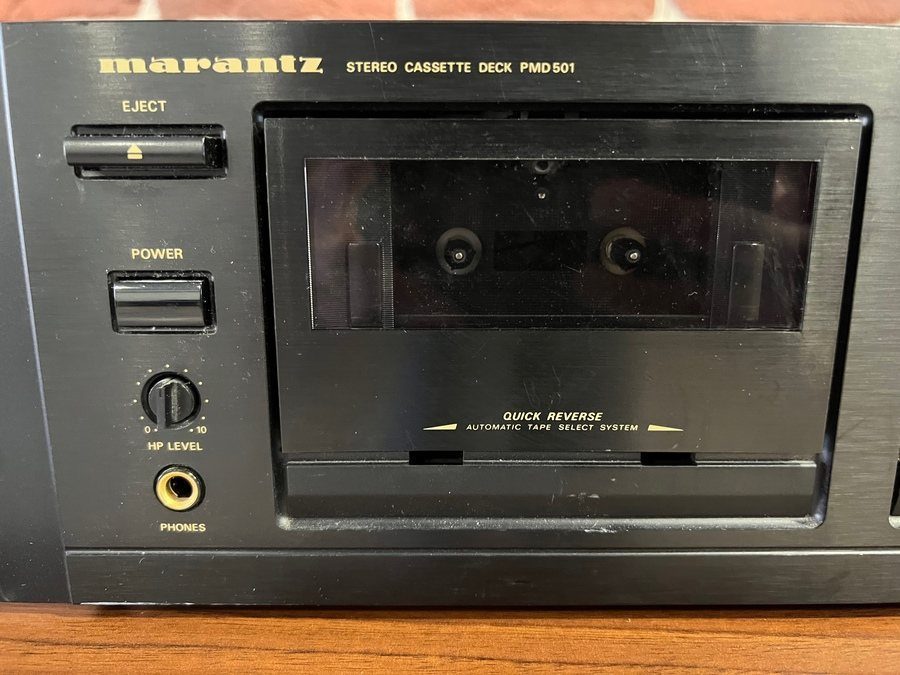 marantz STEREO CASSETTE DECK PMD501
EJECT
POWER
0 10
HP LEVEL
PHONES
QUICK REVERSE
AUTOMATIC TAPE SELECT SYSTEM